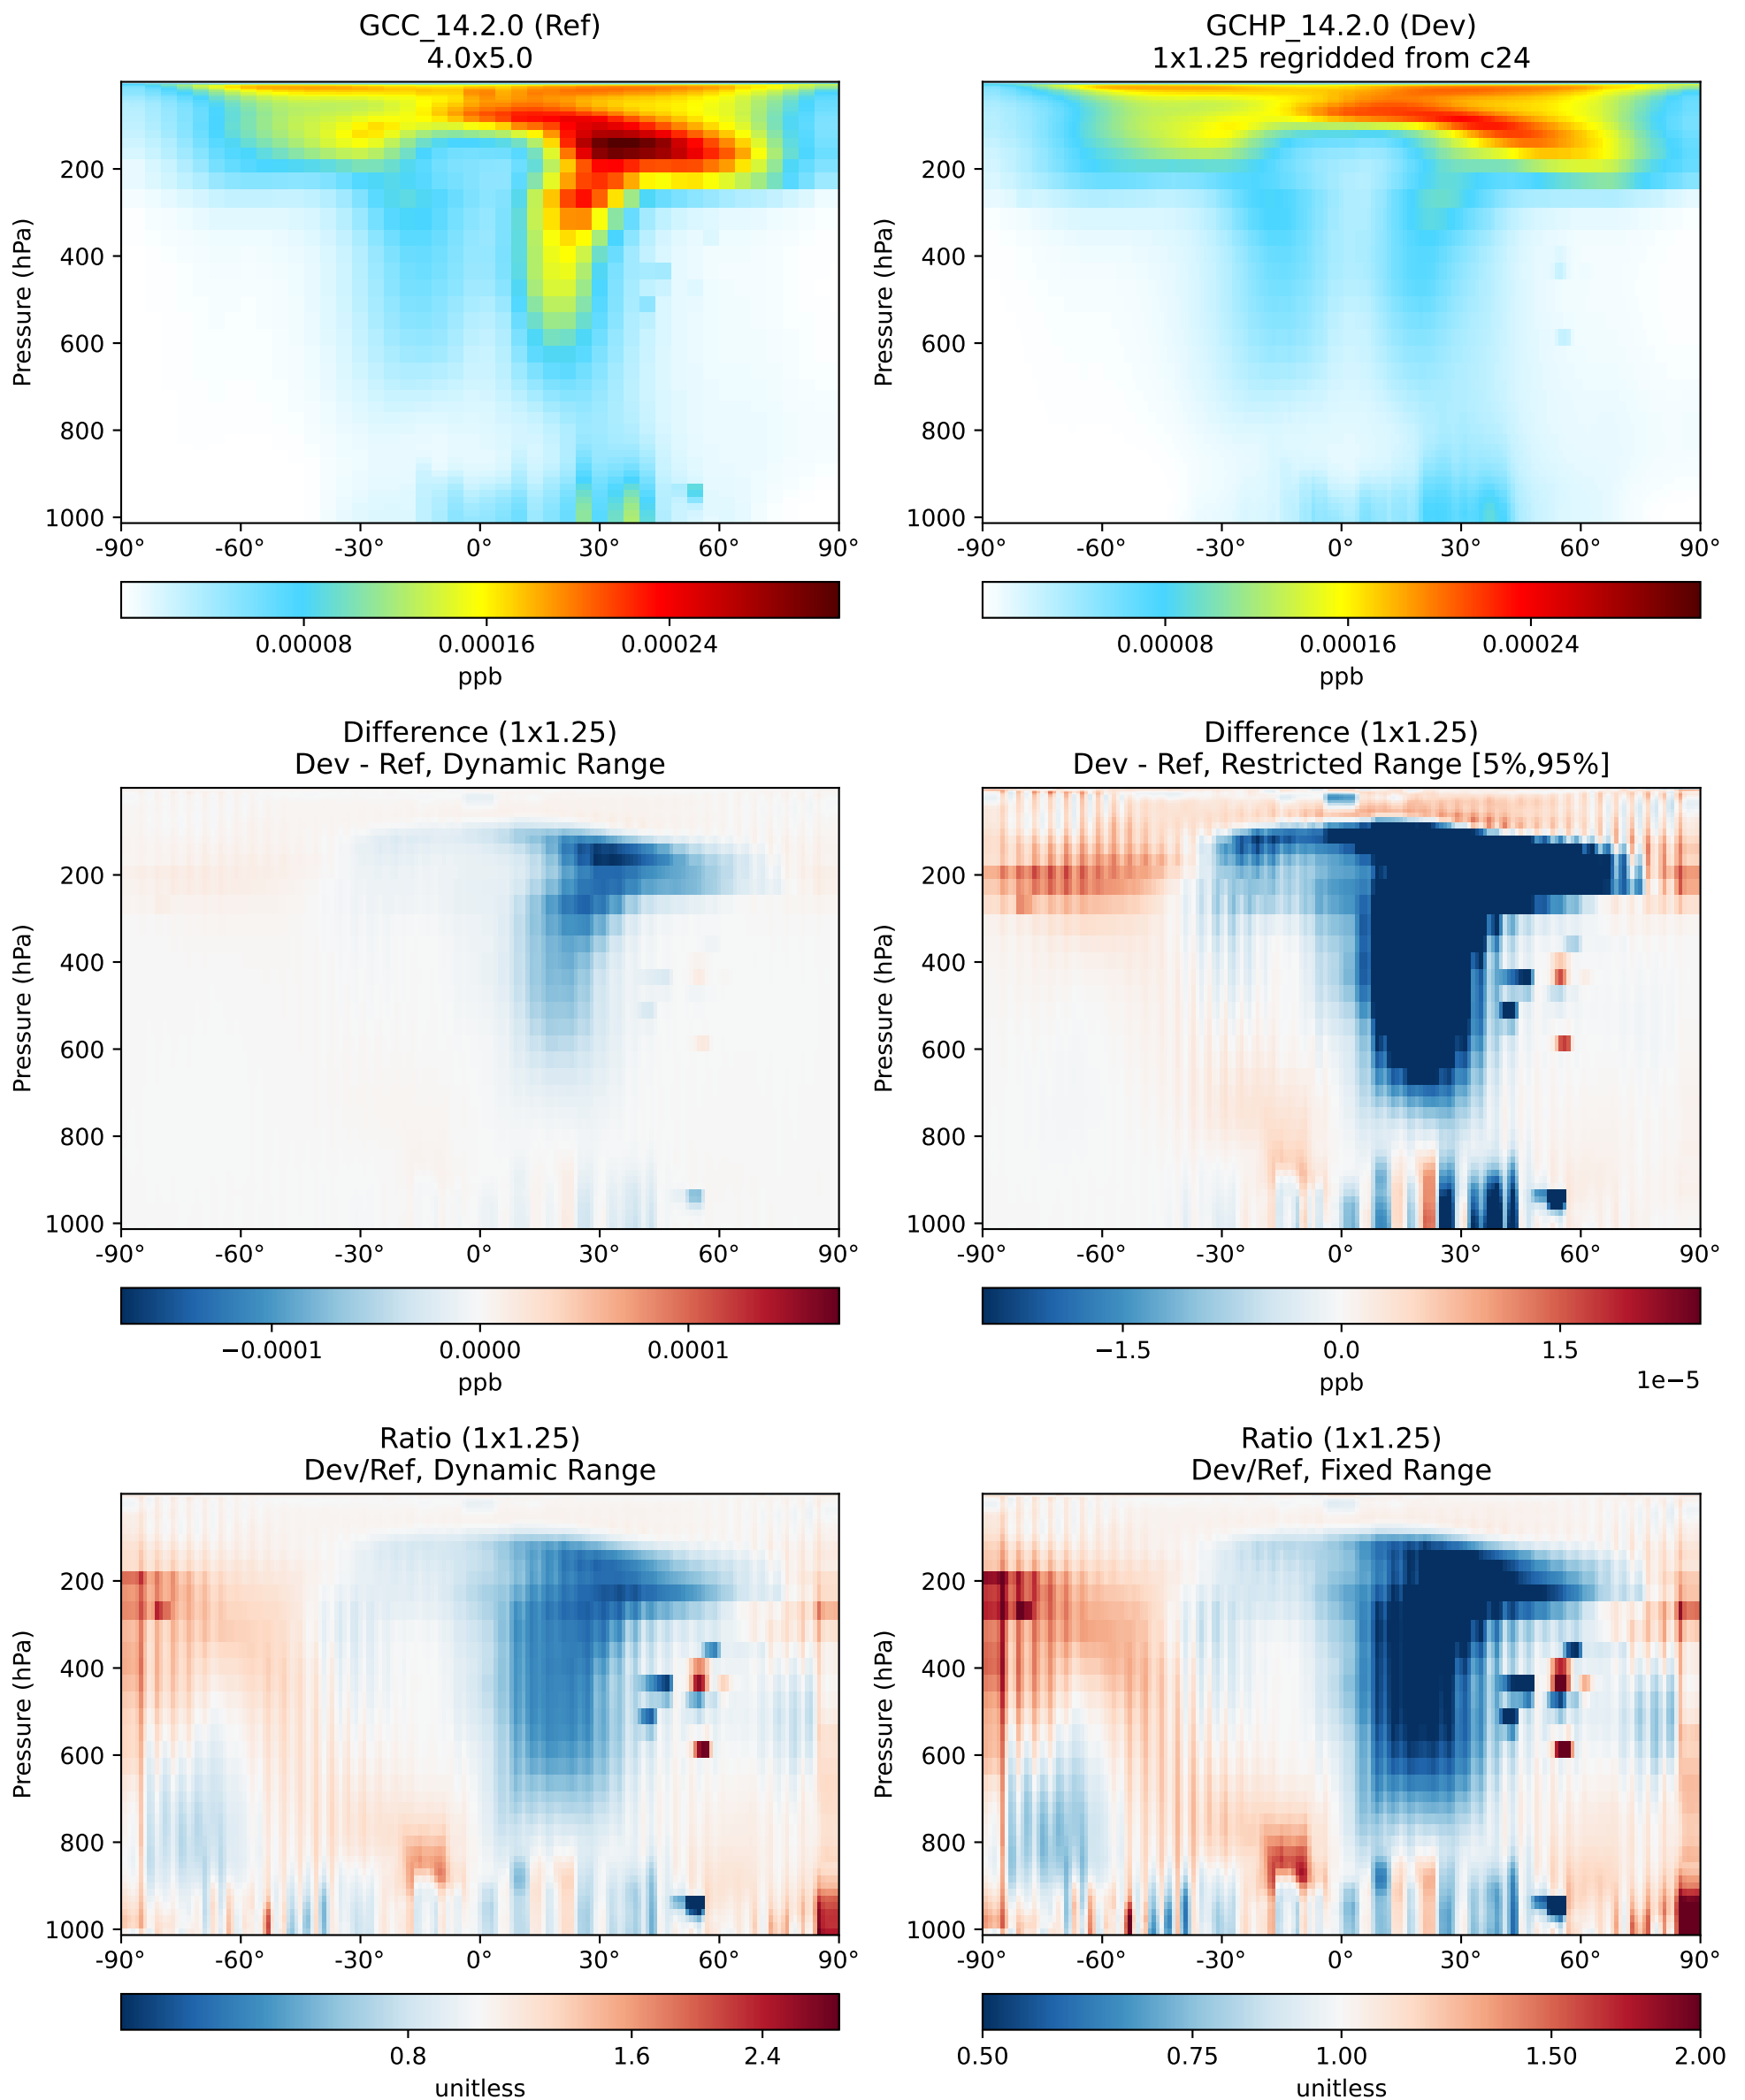 GCC_14.2.0 (Ref)
4.0x5.0
GCHP_14.2.0 (Dev)
1x1.25 regridded from c24
Pressure (hPa)
200
400
600
800
1000
-90° -60° -30° 0° 30° 60° 90°
0.00008 0.00016 0.00024
ppb
Pressure (hPa)
200
400
600
800
1000
-90° -60° -30° 0° 30° 60° 90°
0.00008 0.00016 0.00024
ppb
Difference (1x1.25)
Dev - Ref, Dynamic Range
Difference (1x1.25)
Dev - Ref, Restricted Range [5%,95%]
Pressure (hPa)
200
400
600
800
1000
-90° -60° -30° 0° 30° 60° 90°
−0.0001 0.0000 0.0001
ppb
Pressure (hPa)
200
400
600
800
1000
-90° -60° -30° 0° 30° 60° 90°
−1.5 0.0 1.5
ppb
1e−5
Ratio (1x1.25)
Dev/Ref, Dynamic Range
Ratio (1x1.25)
Dev/Ref, Fixed Range
Pressure (hPa)
200
400
600
800
1000
-90° -60° -30° 0° 30° 60° 90°
0.8 1.6 2.4
unitless
Pressure (hPa)
200
400
600
800
1000
-90° -60° -30° 0° 30° 60° 90°
0.50 0.75 1.00 1.50 2.00
unitless